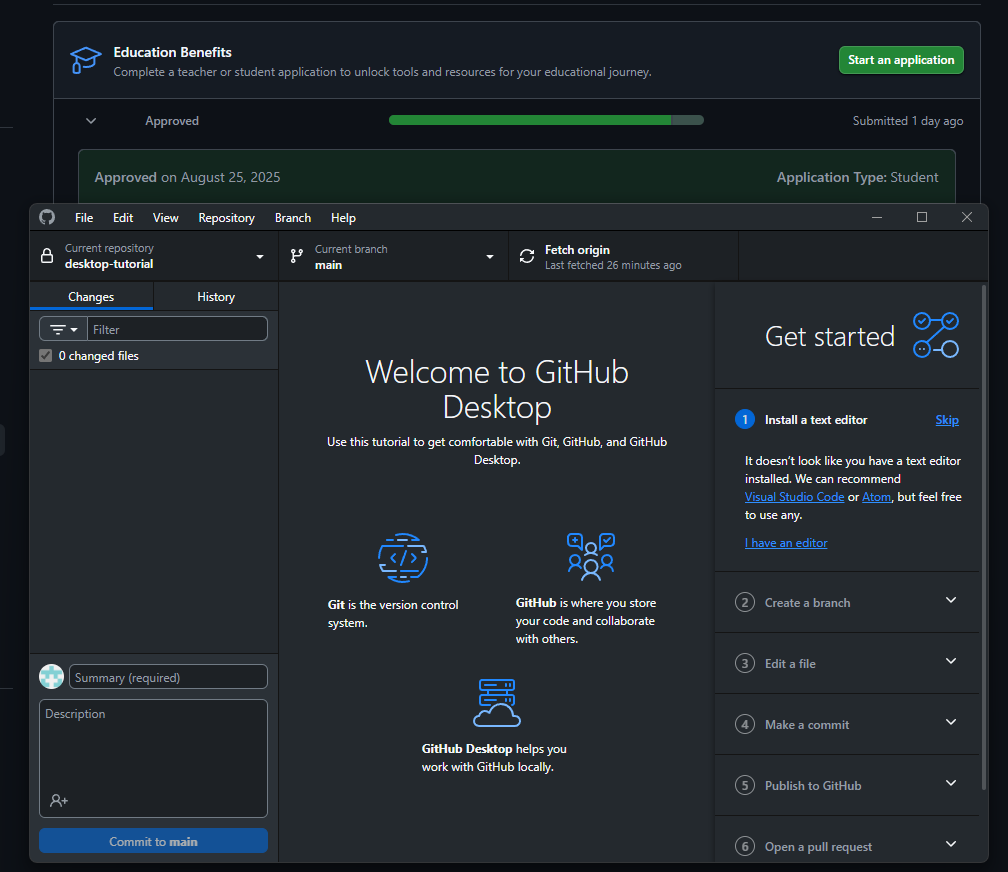 Education Benefits
Complete a teacher or student application to unlock tools and resources for your educational journey.
Start an application
Approved
Submitted 1 day ago
Approved on August 25, 2025
Application Type: Student
File Edit View Repository Branch Help
Current repository
desktop-tutorial
Current branch
main
Fetch origin
Last fetched 26 minutes ago
Changes
History
Filter
0 changed files
Welcome to GitHub
Desktop
Use this tutorial to get comfortable with Git, GitHub, and GitHub
Desktop.
Git is the version control
system.
GitHub is where you store
your code and collaborate
with others.
GitHub Desktop helps you
work with GitHub locally.
Summary (required)
Description
Commit to main
Get started
1 Install a text editor Skip
It doesn't look like you have a text editor
installed. We can recommend
Visual Studio Code or Atom, but feel free
to use any.
I have an editor
2 Create a branch
3 Edit a file
4 Make a commit
5 Publish to GitHub
6 Open a pull request